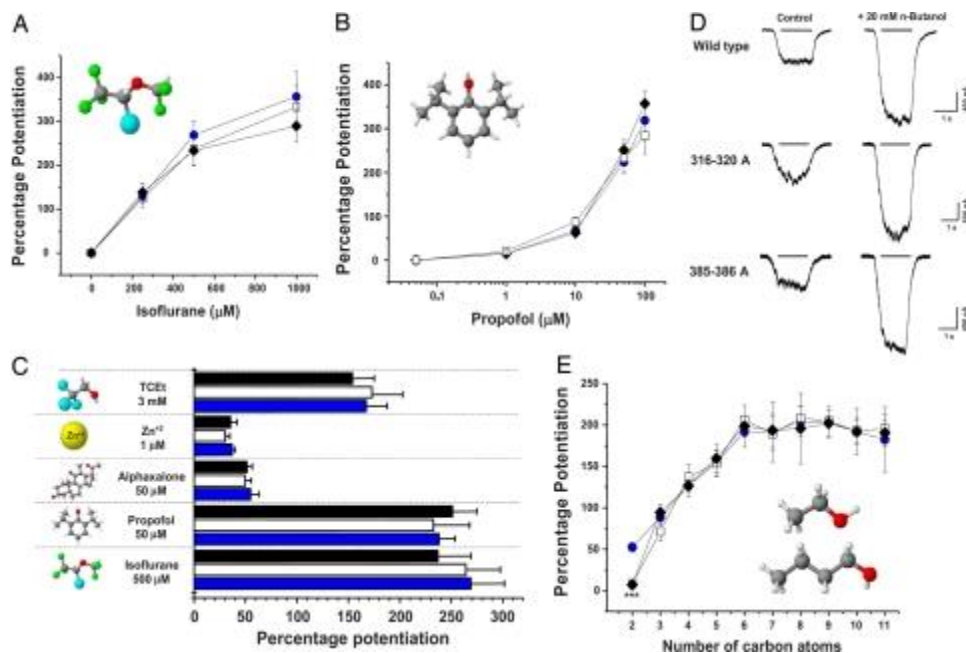 A
Percentage Potentiation
400
300
200
100
0
0 200 400 600 800 1000
Isoflurane (μM)
B
Percentage Potentiation
400
300
200
100
0
0.1 1 10 100
Propofol (μM)
C
TCEt
3 mM
Zn+2
1 μM
Alphaxalone
50 μM
Propofol
50 μM
Isoflurane
500 μM
0 50 100 150 200 250 300
Percentage potentiation
D
Control
+ 20 mM n-Butanol
Wild type
1 s
316-320 A
1 s
385-386 A
1 s
E
Percentage Potentiation
250
200
150
100
50
0
***
2 3 4 5 6 7 8 9 10 11
Number of carbon atoms